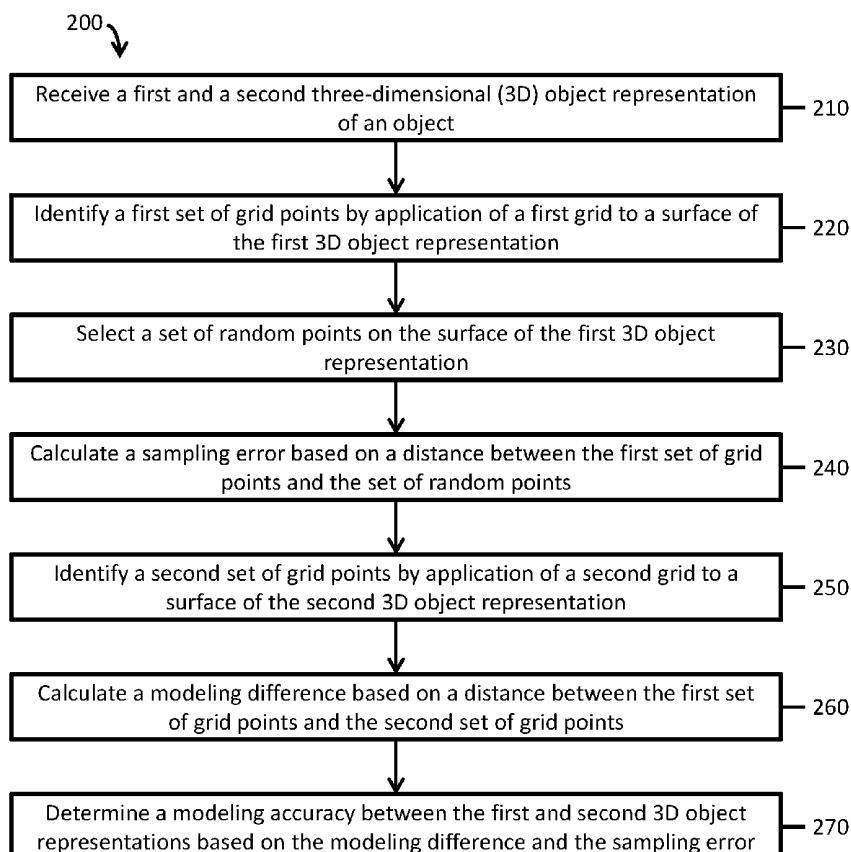 200
Receive a first and a second three-dimensional (3D) object representation
of an object
210
Identify a first set of grid points by application of a first grid to a surface of
the first 3D object representation
220
Select a set of random points on the surface of the first 3D object
representation
230
Calculate a sampling error based on a distance between the first set of grid
points and the set of random points
240
Identify a second set of grid points by application of a second grid to a
surface of the second 3D object representation
250
Calculate a modeling difference based on a distance between the first set
of grid points and the second set of grid points
260
Determine a modeling accuracy between the first and second 3D object
representations based on the modeling difference and the sampling error
270